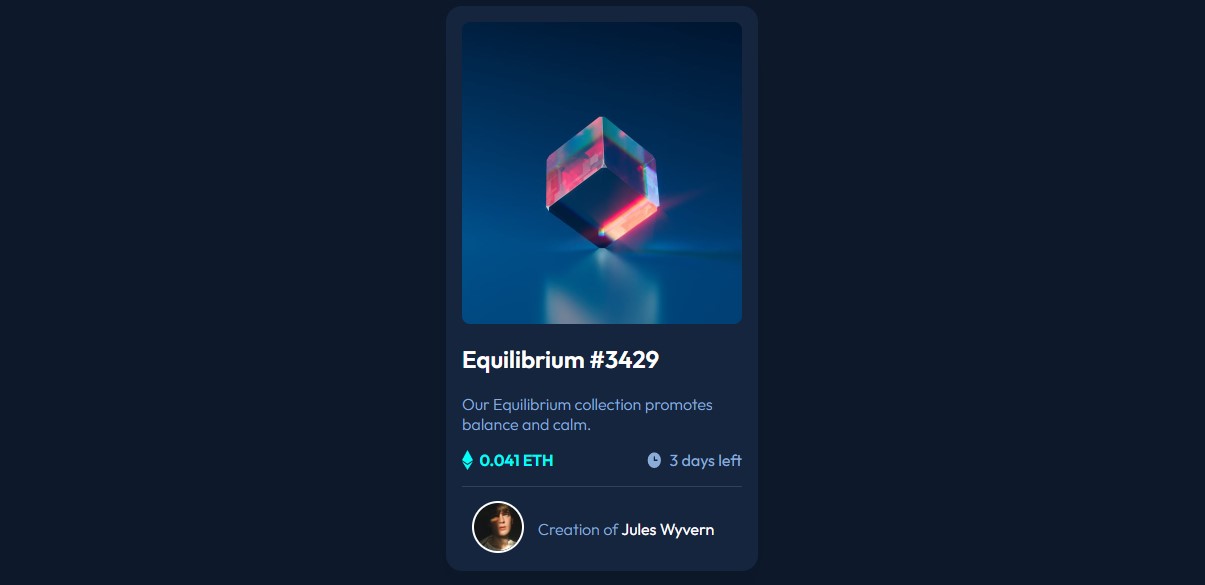 Equilibrium #3429
Our Equilibrium collection promotes
balance and calm.
0.041 ETH
3 days left
Creation of Jules Wyvern